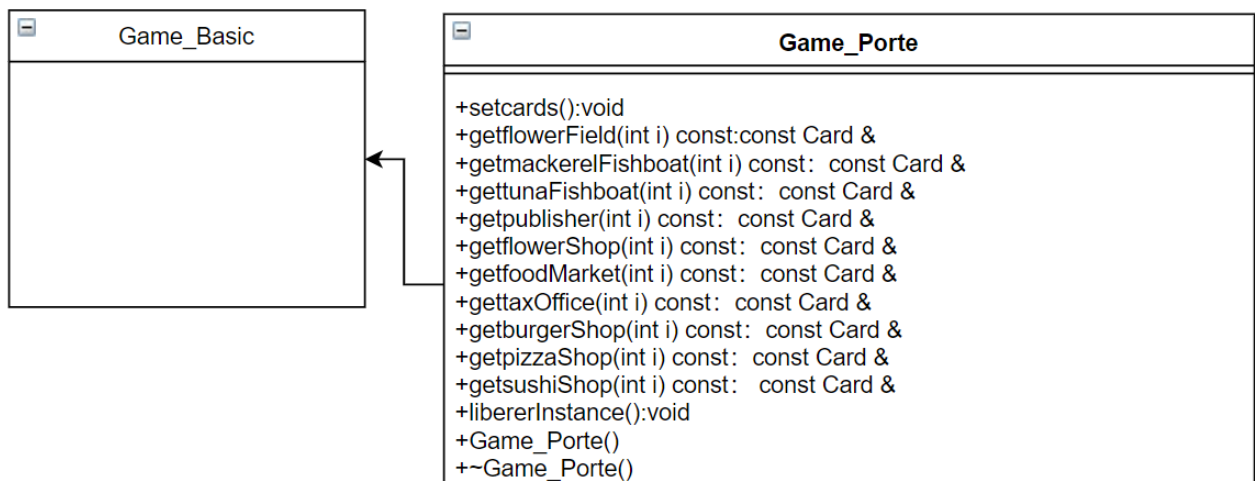 Game_Basic
Game_Porte
+setcards():void
+getflowerField(int i) const:const Card &
+getmackerelFishboat(int i) const：const Card &
+gettunaFishboat(int i) const：const Card &
+getpublisher(int i) const：const Card &
+getflowerShop(int i) const：const Card &
+getfoodMarket(int i) const：const Card &
+gettaxOffice(int i) const：const Card &
+getburgerShop(int i) const：const Card &
+getpizzaShop(int i) const：const Card &
+getsushiShop(int i) const： const Card &
+libererInstance():void
+Game_Porte()
+~Game_Porte()